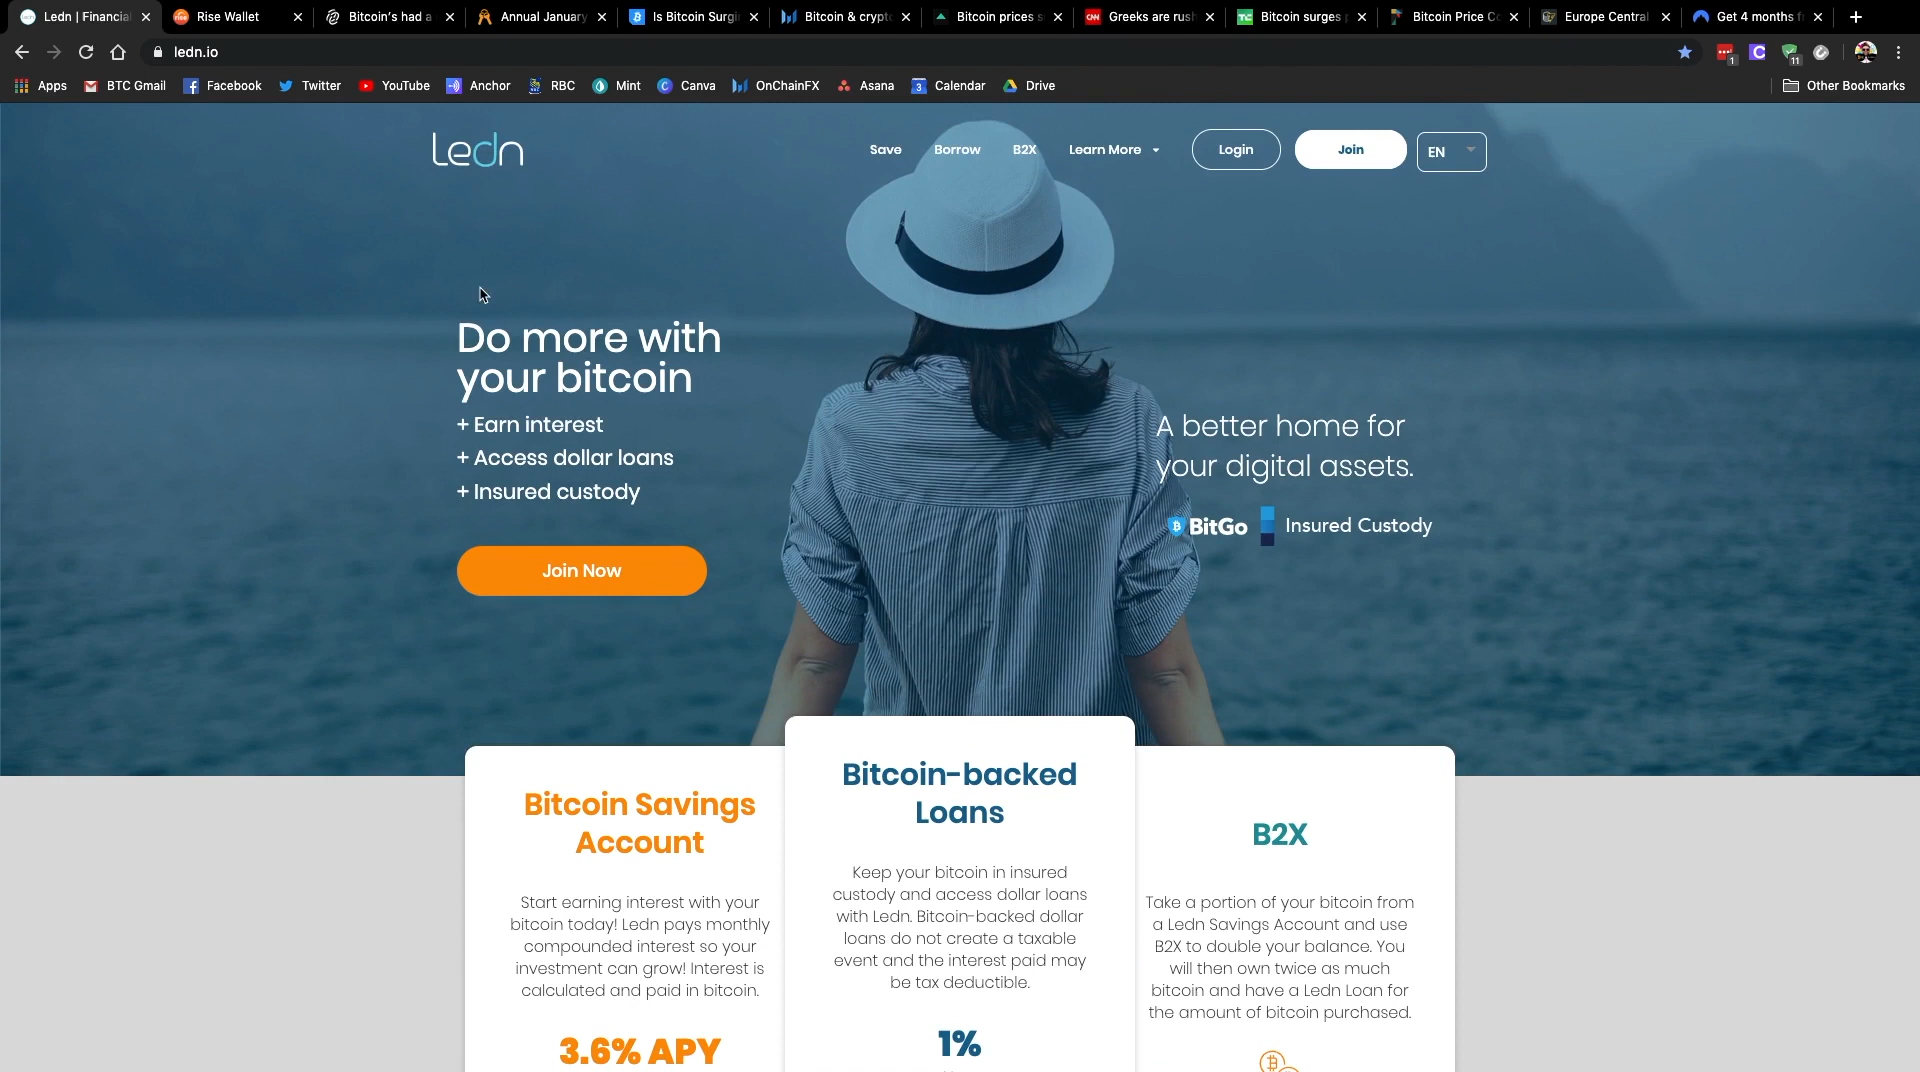 Ledn | Financial
Rise Wallet
Bitcoin's had a
Annual January
Is Bitcoin Surgi
Bitcoin & crypt
Bitcoin prices s
CNN Greeks are rush
TC Bitcoin surges p
Bitcoin Price Co
Europe Central
Get 4 months f
ledn.io
1
11
Apps
BTC Gmail
Facebook
Twitter
YouTube
Anchor
RBC
Mint
Canva
OnChainFX
Asana
3 Calendar
Drive
Other Bookmarks
ledn
Save
Borrow
B2X
Learn More
Login
Join
EN
Do more with
your bitcoin
+ Earn interest
+ Access dollar loans
+ Insured custody
Join Now
A better home for
your digital assets.
BitGo Insured Custody
Bitcoin Savings
Account
Start earning interest with your
bitcoin today! Ledn pays monthly
compounded interest so your
investment can grow! Interest is
calculated and paid in bitcoin.
3.6% APY
Bitcoin-backed
Loans
Keep your bitcoin in insured
custody and access dollar loans
with Ledn. Bitcoin-backed dollar
loans do not create a taxable
event and the interest paid may
be tax deductible.
1%
B2X
Take a portion of your bitcoin from
a Ledn Savings Account and use
B2X to double your balance. You
will then own twice as much
bitcoin and have a Ledn Loan for
the amount of bitcoin purchased.